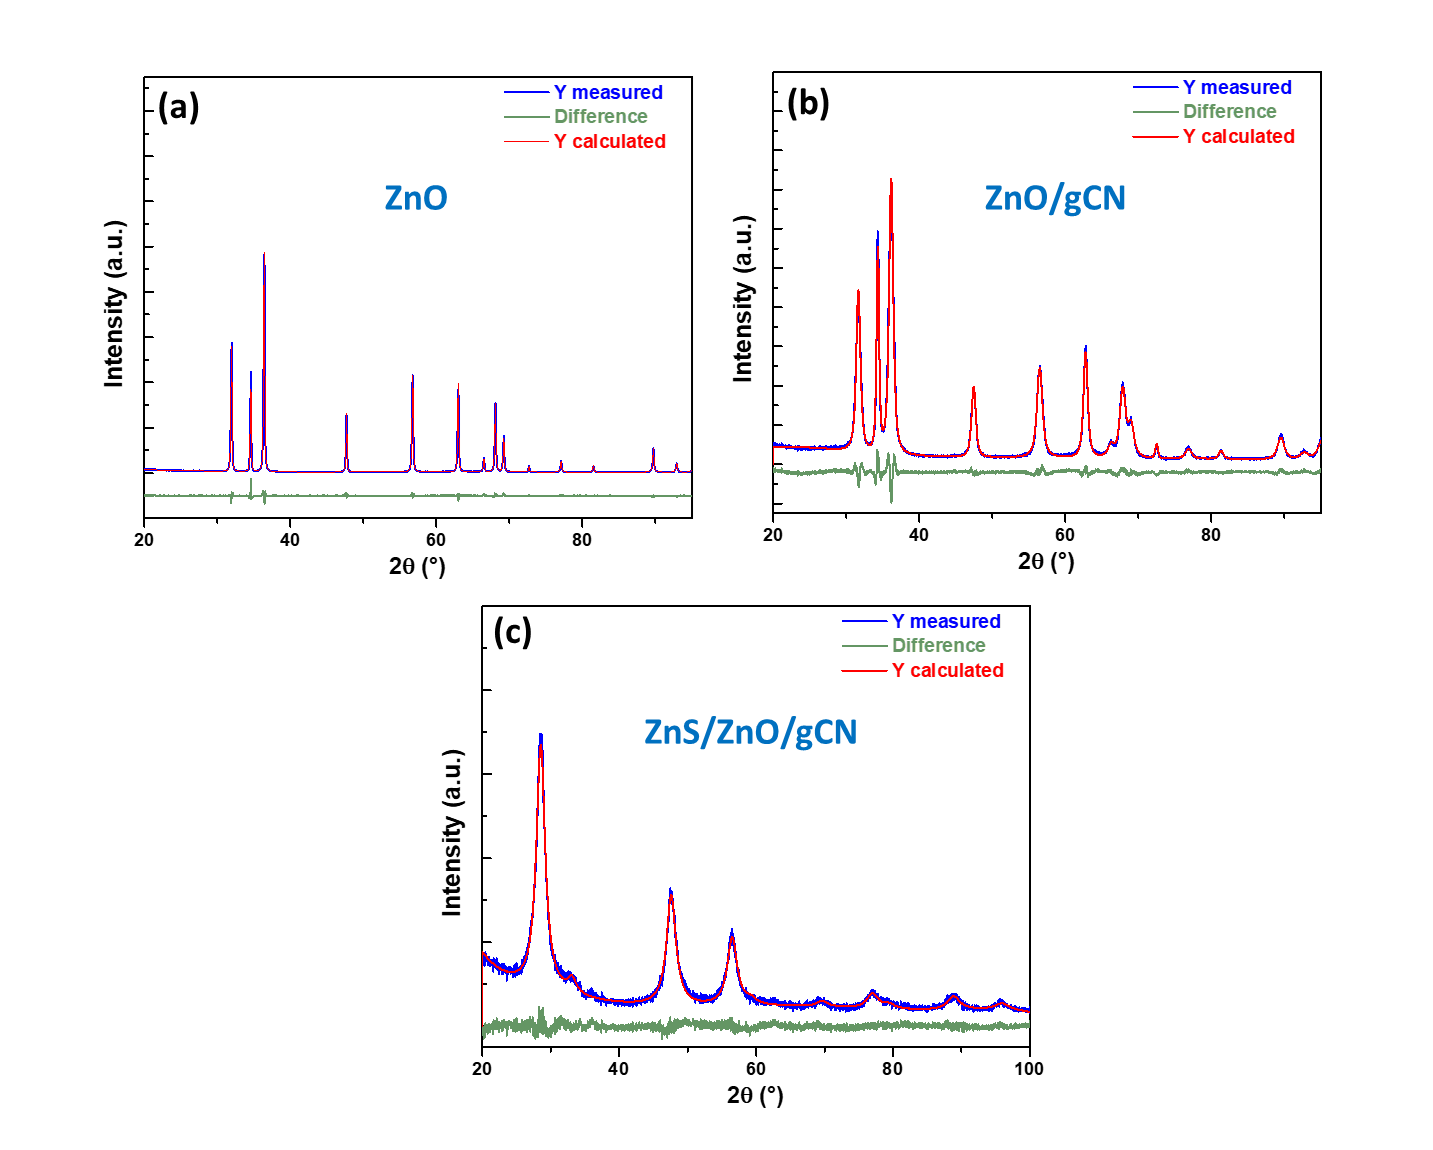 (a)
Y measured
Difference
Y calculated
ZnO
Intensity (a.u.)
20 40 60 80
2θ (°)
(b)
Y measured
Difference
Y calculated
ZnO/gCN
Intensity (a.u.)
20 40 60 80
2θ (°)
(c)
Y measured
Difference
Y calculated
ZnS/ZnO/gCN
Intensity (a.u.)
20 40 60 80 100
2θ (°)